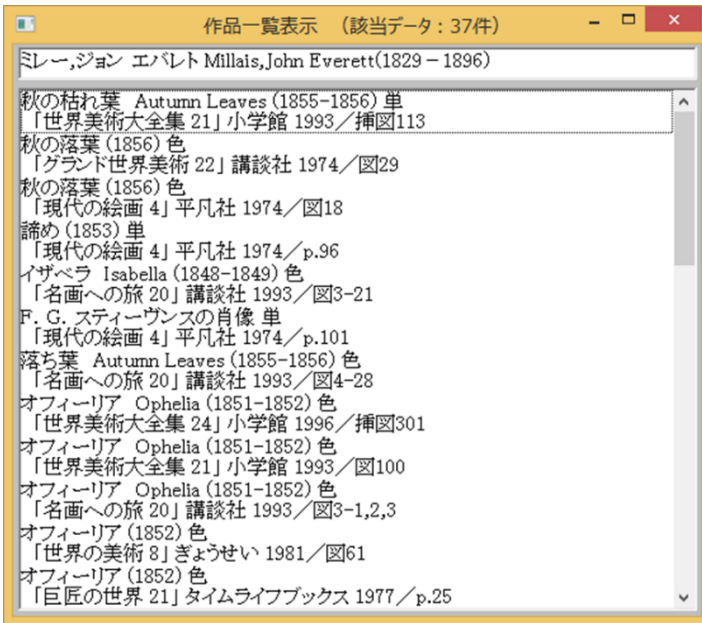 作品一覧表示 （該当データ：37件）
ミレー,ジョン エバレト Millais,John Everett(1829－1896)
秋の枯れ葉 Autumn Leaves (1855-1856) 単
「世界美術大全集 21」 小学館 1993／挿図113
秋の落葉 (1856) 色
「グランド世界美術 22」 講談社 1974／図29
秋の落葉 (1856) 色
「現代の絵画 4」 平凡社 1974／図18
諦め (1853) 単
「現代の絵画 4」 平凡社 1974／p.96
イザベラ Isabella (1848-1849) 色
「名画への旅 20」 講談社 1993／図3-21
F．G．スティーヴンスの肖像 単
「現代の絵画 4」 平凡社 1974／p.101
落ち葉 Autumn Leaves (1855-1856) 色
「名画への旅 20」 講談社 1993／図4-28
オフィーリア Ophelia (1851-1852) 色
「世界美術大全集 24」 小学館 1996／挿図301
オフィーリア Ophelia (1851-1852) 色
「世界美術大全集 21」 小学館 1993／図100
オフィーリア Ophelia (1851-1852) 色
「名画への旅 20」 講談社 1993／図3-1,2,3
オフィーリア (1852) 色
「世界の美術 8」 ぎょうせい 1981／図61
オフィーリア (1852) 色
「巨匠の世界 21」 タイムライフブックス 1977／p.25